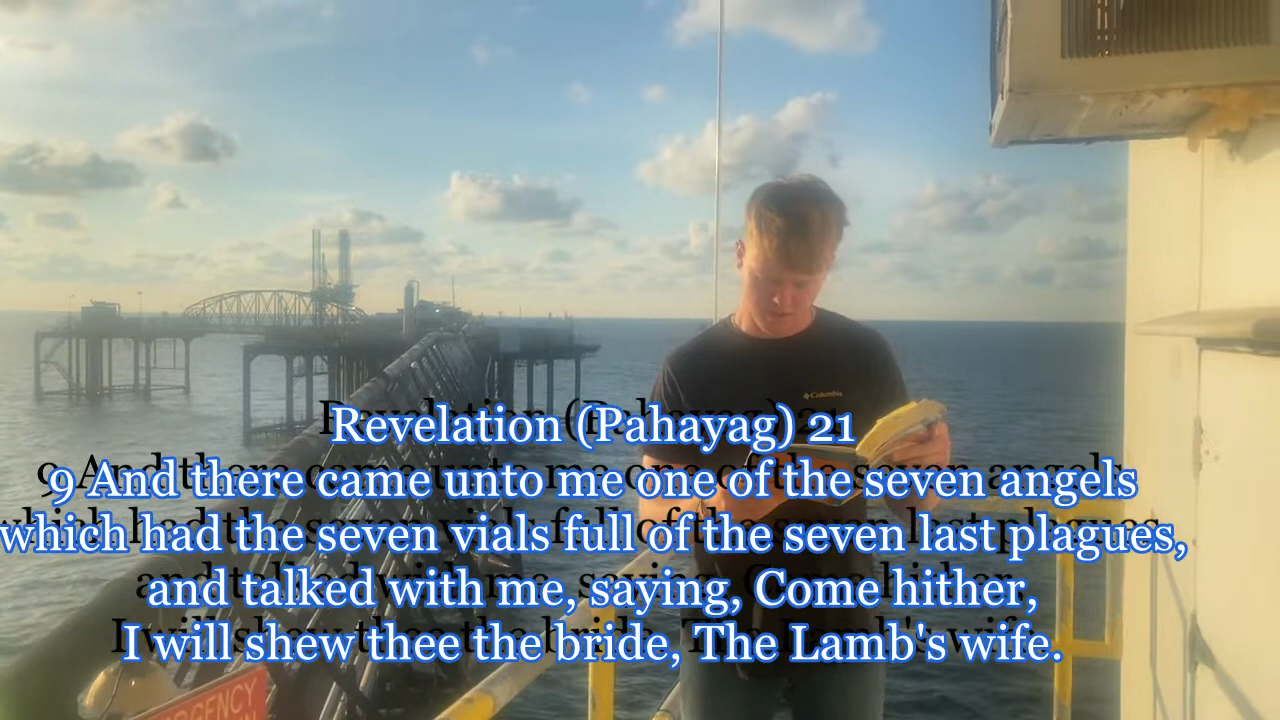 Columbia
Revelation (Pahayag) 21
9 And there came unto me one of the seven angels
which had the seven vials full of the seven last plagues,
and talked with me, saying, Come hither,
I will shew thee the bride, The Lamb's wife.